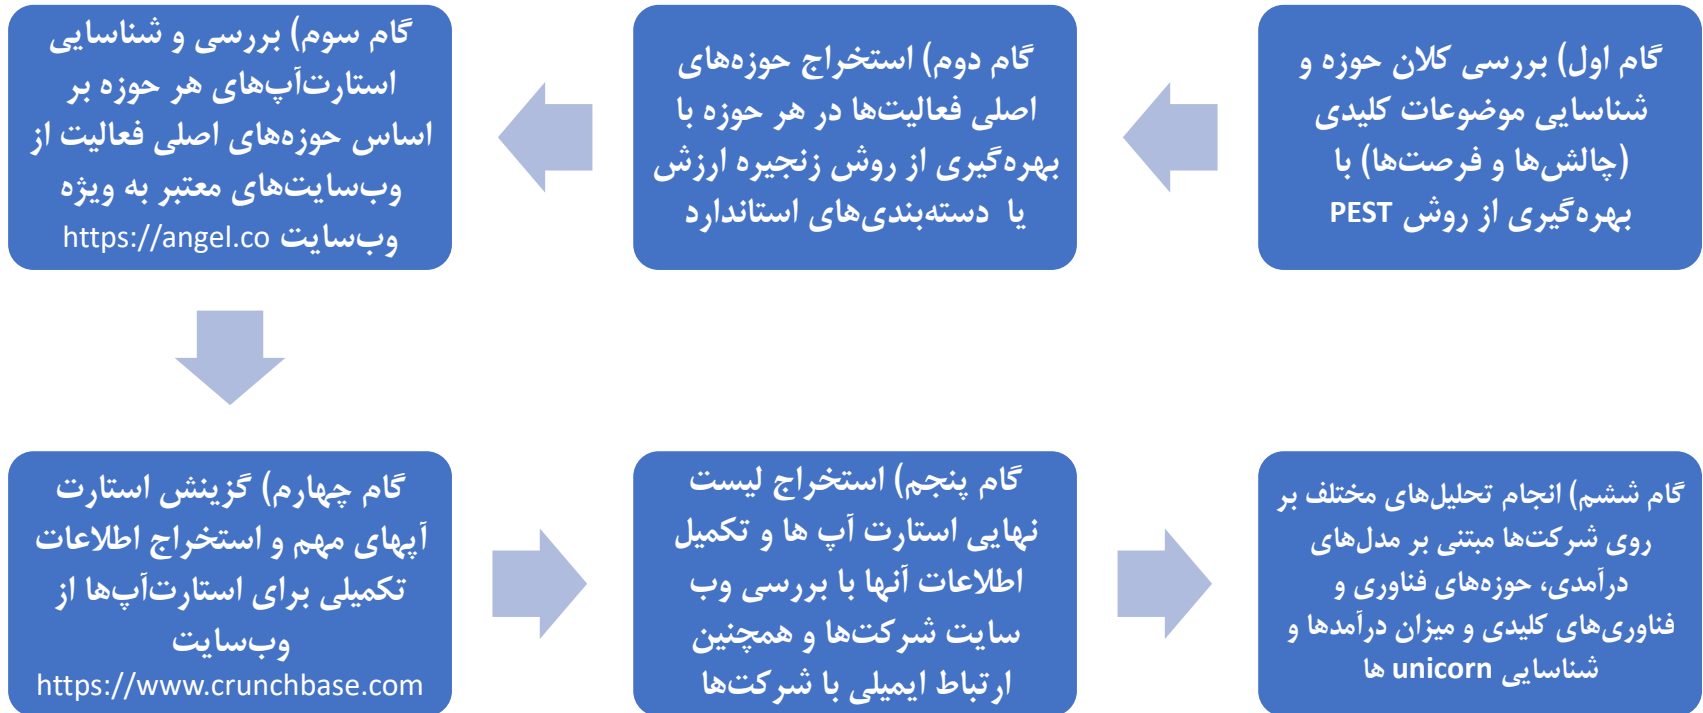 گام اول) بررسی کلان حوزه و
شناسایی موضوعات کلیدی
(چالش‌ها و فرصت‌ها) با
بهره‌گیری از روش PEST
گام دوم) استخراج حوزه‌های
اصلی فعالیت‌ها در هر حوزه با
بهره‌گیری از روش زنجیره ارزش
یا دسته‌بندی‌های استاندارد
گام سوم) بررسی و شناسایی
استارت‌آپ‌های هر حوزه بر
اساس حوزه‌های اصلی فعالیت از
وب‌سایت‌های معتبر به ویژه
وب‌سایت https://angel.co
گام چهارم) گزینش استارت
آپهای مهم و استخراج اطلاعات
تکمیلی برای استارت‌آپ‌ها از
وب‌سایت
https://www.crunchbase.com
گام پنجم) استخراج لیست
نهایی استارت آپ ها و تکمیل
اطلاعات آنها با بررسی وب
سایت شرکت‌ها و همچنین
ارتباط ایمیلی با شرکت‌ها
گام ششم) انجام تحلیل‌های مختلف بر
روی شرکت‌ها مبتنی بر مدل‌های
درآمدی، حوزه‌های فناوری و
فناوری‌های کلیدی و میزان درآمدها و
شناسایی unicorn ها